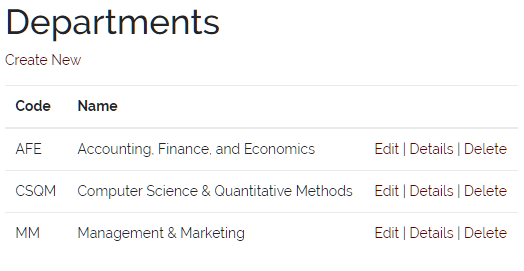 Departments
Create New
Code Name
AFE Accounting, Finance, and Economics Edit | Details | Delete
CSQM Computer Science & Quantitative Methods Edit | Details | Delete
MM Management & Marketing Edit | Details | Delete